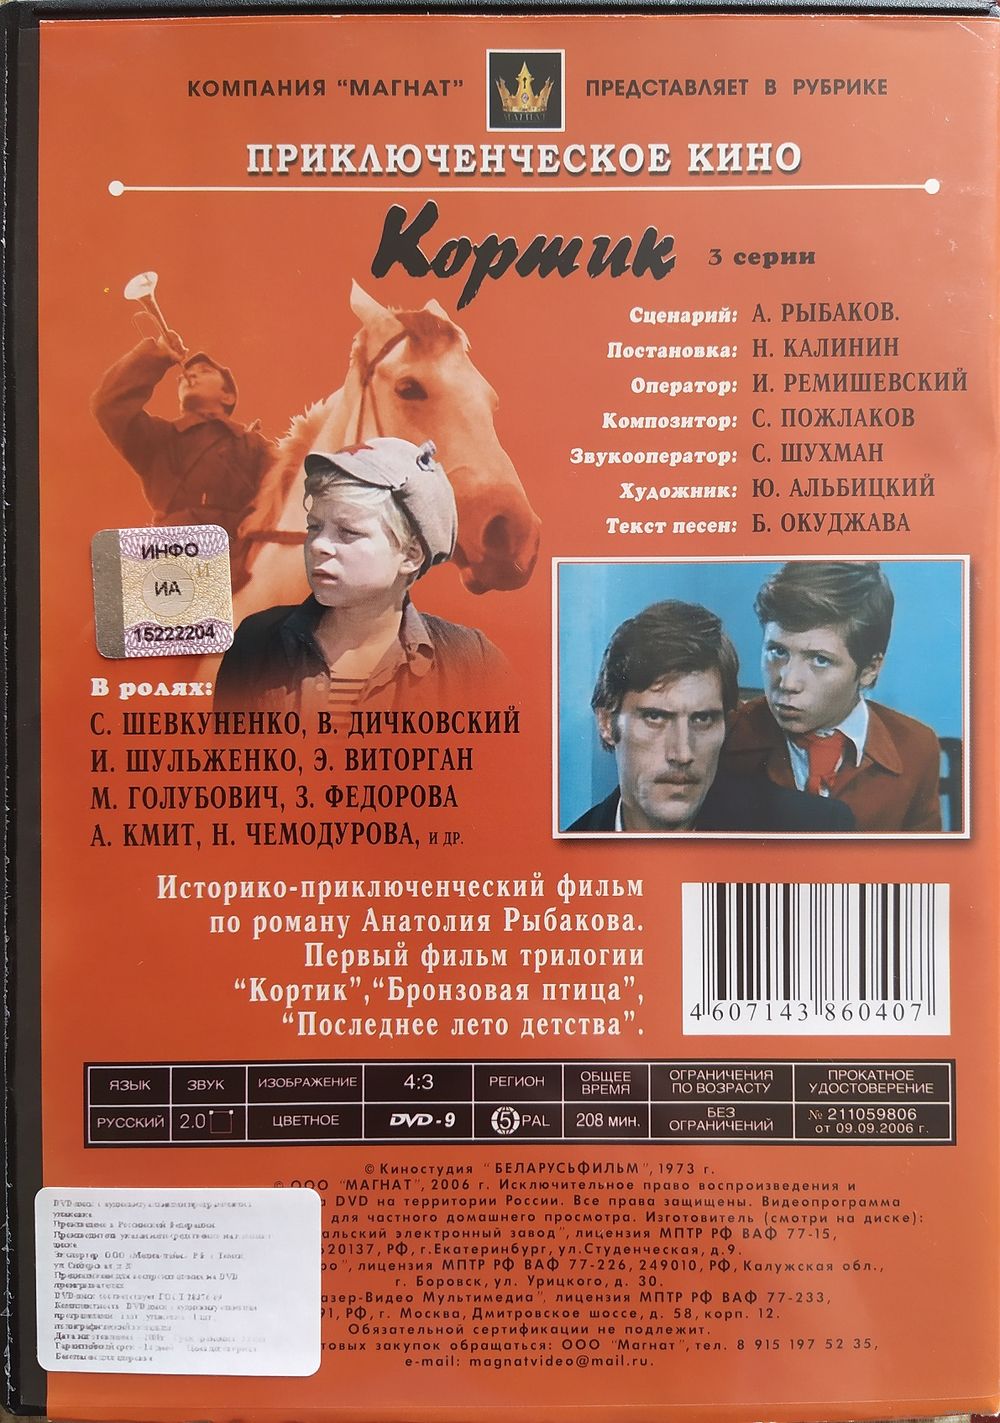 КОМПАНИЯ "МАГНАТ"
МАГНАТ
ПРЕДСТАВЛЯЕТ В РУБРИКЕ
ПРИКЛЮЧЕНЧЕСКОЕ КИНО
Кортик 3 серии
Сценарий: А. РЫБАКОВ.
Постановка: Н. КАЛИНИН
Оператор: И. РЕМИШЕВСКИЙ
Композитор: С. ПОЖЛАКОВ
Звукооператор: С. ШУХМАН
Художник: Ю. АЛЬБИЦКИЙ
Текст песен: Б. ОКУДЖАВА
ИНФО
ИА
15222204
В ролях:
С. ШЕВКУНЕНКО, В. ДИЧКОВСКИЙ
И. ШУЛЬЖЕНКО, Э. ВИТОРГАН
М. ГОЛУБОВИЧ, З. ФЕДОРОВА
А. КМИТ, Н. ЧЕМОДУРОВА, И ДР.
Историко-приключенческий фильм
по роману Анатолия Рыбакова.
Первый фильм трилогии
"Кортик","Бронзовая птица",
"Последнее лето детства".
4 607143 860407
ЯЗЫК ЗВУК ИЗОБРАЖЕНИЕ 4:3 РЕГИОН ОБЩЕЕ ВРЕМЯ ОГРАНИЧЕНИЯ ПО ВОЗРАСТУ ПРОКАТНОЕ УДОСТОВЕРЕНИЕ
РУССКИЙ 2.0 ЦВЕТНОЕ DVD-9 5 PAL 208 МИН. БЕЗ ОГРАНИЧЕНИЙ № 211059806 от 09.09.2006 г.
© Киностудия "БЕЛАРУСЬФИЛЬМ", 1973 г.
© ООО "МАГНАТ", 2006 г. Исключительное право воспроизведения и
DVD на территории России. Все права защищены. Видеопрограмма
для частного домашнего просмотра. Изготовитель (смотри на диске):
электронный завод", лицензия МПТР РФ ВАФ 77-15,
620137, РФ, г.Екатеринбург, ул.Студенческая, д.9.
", лицензия МПТР РФ ВАФ 77-226, 249010, РФ, Калужская обл.,
г. Боровск, ул. Урицкого, д. 30.
Видео Мультимедиа", лицензия МПТР РФ ВАФ 77-233,
РФ, г. Москва, Дмитровское шоссе, д. 58, корп. 12.
Обязательной сертификации не подлежит.
закупок обращаться: ООО "Магнат", тел. 8 915 197 52 35,
e-mail: magnatvideo@mail.ru.